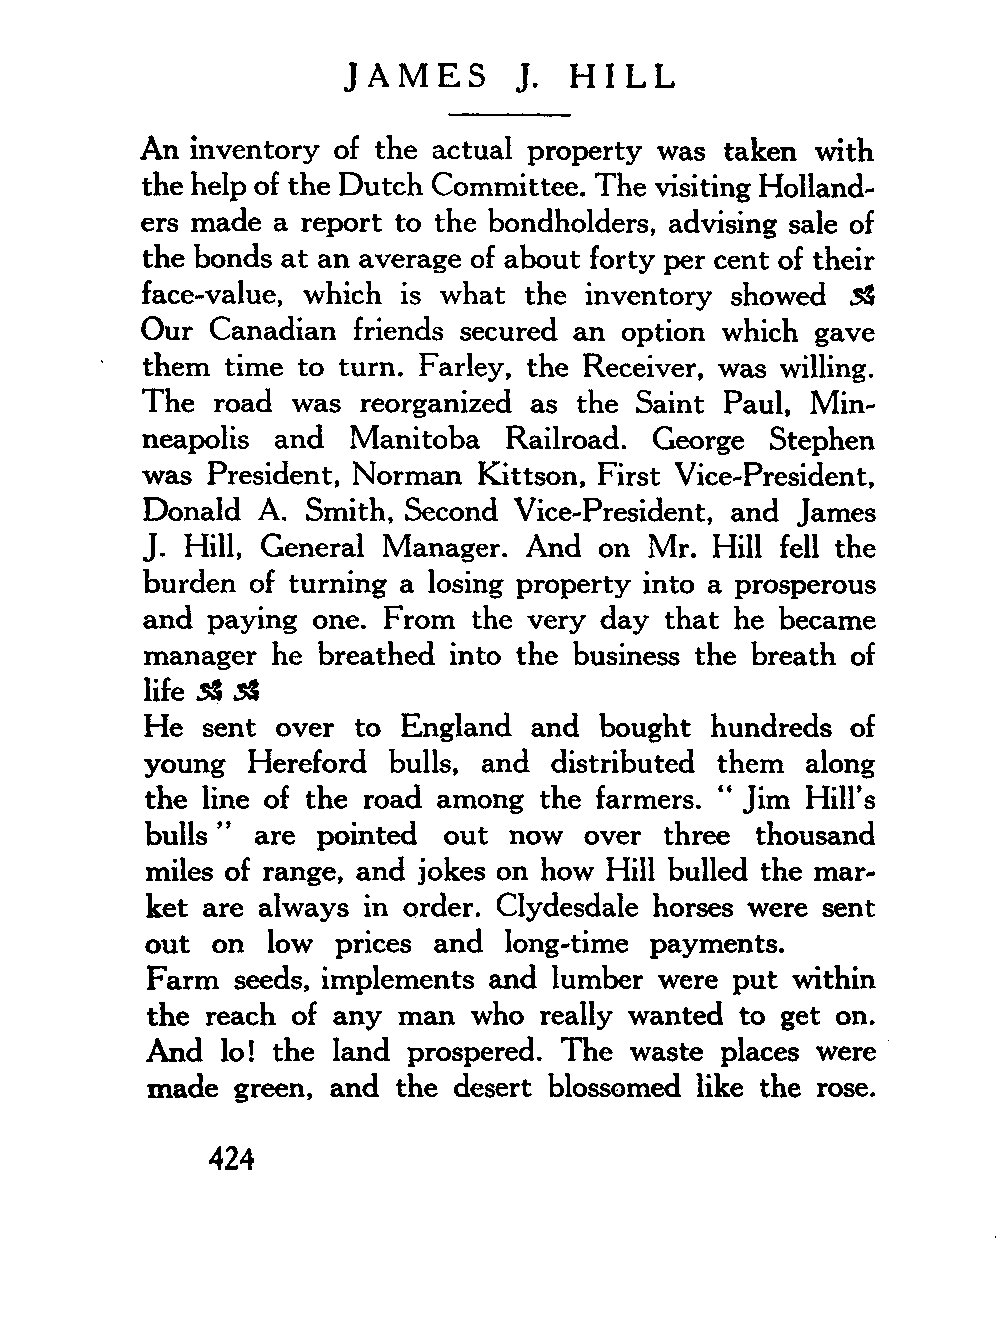 JAMES J. HILL
An inventory of the actual property was taken with
the help of the Dutch Committee. The visiting Holland-
ers made a report to the bondholders, advising sale of
the bonds at an average of about forty per cent of their
face-value, which is what the inventory showed
Our Canadian friends secured an option which gave
them time to turn. Farley, the Receiver, was willing.
The road was reorganized as the Saint Paul, Min-
neapolis and Manitoba Railroad. George Stephen
was President, Norman Kittson, First Vice-President,
Donald A. Smith, Second Vice-President, and James
J. Hill, General Manager. And on Mr. Hill fell the
burden of turning a losing property into a prosperous
and paying one. From the very day that he became
manager he breathed into the business the breath of
life
He sent over to England and bought hundreds of
young Hereford bulls, and distributed them along
the line of the road among the farmers. “ Jim Hill’s
bulls ” are pointed out now over three thousand
miles of range, and jokes on how Hill bulled the mar-
ket are always in order. Clydesdale horses were sent
out on low prices and long-time payments.
Farm seeds, implements and lumber were put within
the reach of any man who really wanted to get on.
And lo! the land prospered. The waste places were
made green, and the desert blossomed like the rose.
424